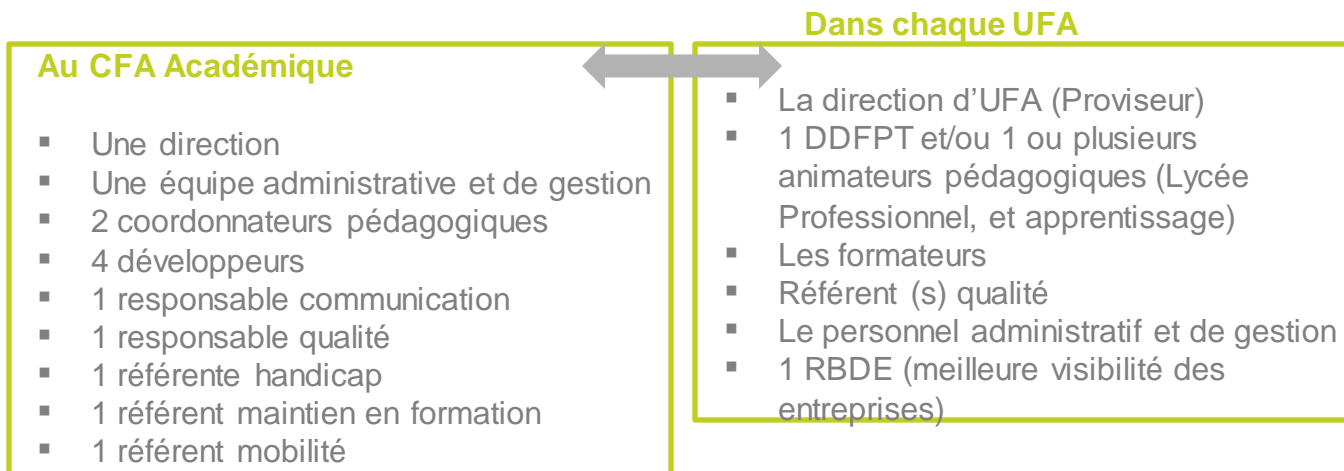 Au CFA Académique
Une direction
Une équipe administrative et de gestion
2 coordonnateurs pédagogiques
4 développeurs
1 responsable communication
1 responsable qualité
1 référente handicap
1 référent maintien en formation
1 référent mobilité
Dans chaque UFA
La direction d’UFA (Proviseur)
1 DDFPT et/ou 1 ou plusieurs
animateurs pédagogiques (Lycée
Professionnel, et apprentissage)
Les formateurs
Référent (s) qualité
Le personnel administratif et de gestion
1 RBDE (meilleure visibilité des
entreprises)